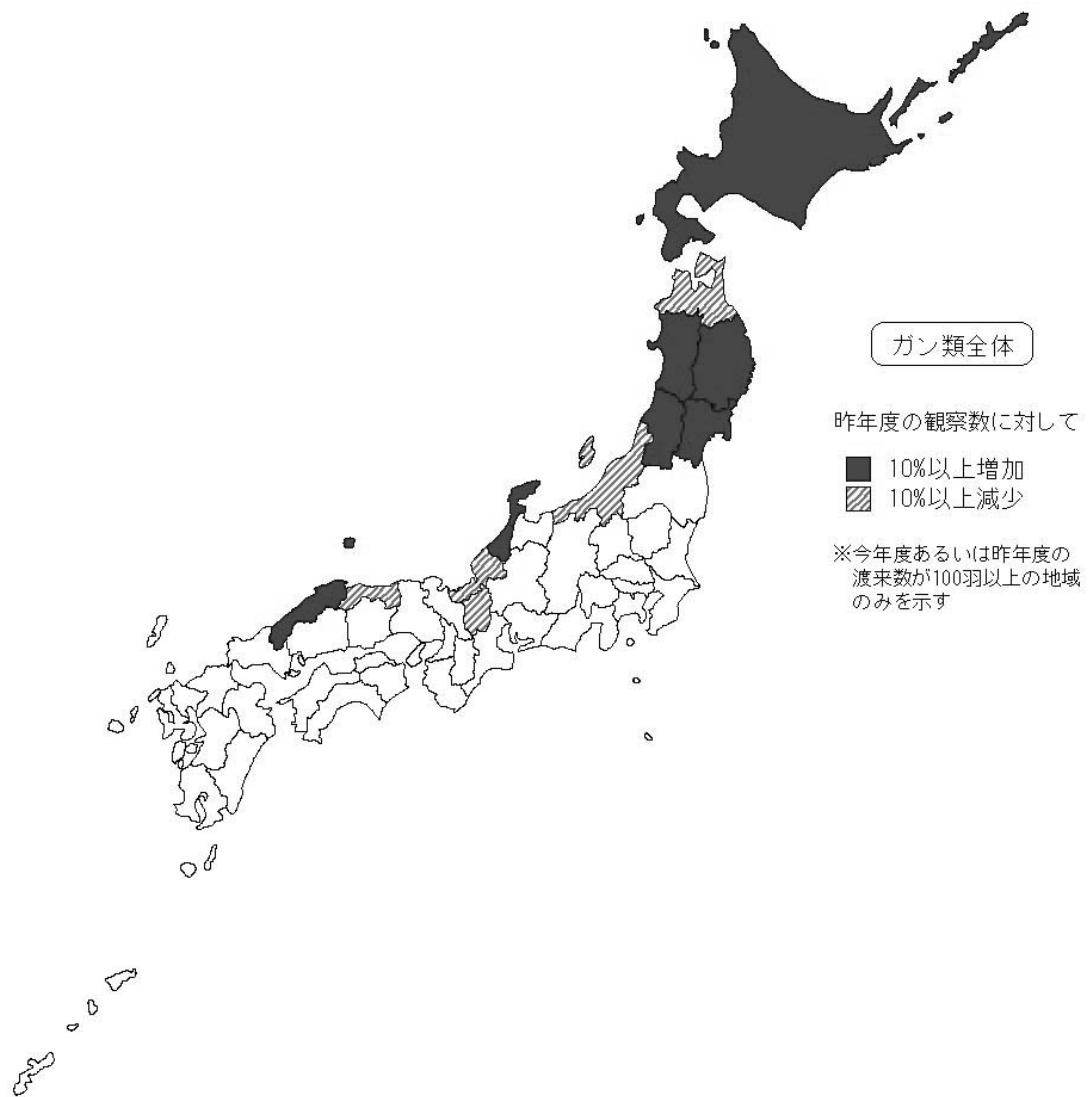 ガン類全体
昨年度の観察数に対して
10%以上増加
10%以上減少
※今年度あるいは昨年度の
渡来数が100羽以上の地域
のみを示す